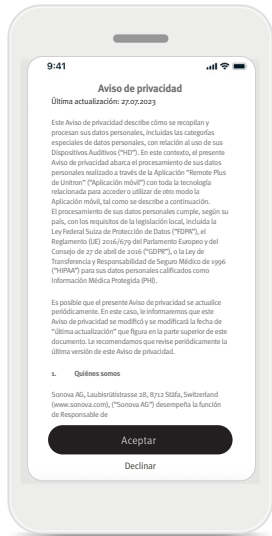 9:41
Aviso de privacidad
Última actualización: 27.07.2023
Este Aviso de privacidad describe cómo se recopilan y
procesan sus datos personales, incluidas las categorías
especiales de datos personales, con relación al uso de sus
Dispositivos Auditivos ("HD"). En este contexto, el presente
Aviso de privacidad abarca el procesamiento de sus datos
personales realizado a través de la Aplicación "Remote Plus
de Unitron" ("Aplicación móvil") con toda la tecnología
relacionada para acceder o utilizar de otro modo la
Aplicación móvil, tal como se describe a continuación.
El procesamiento de sus datos personales cumple, según su
país, con los requisitos de la legislación local, incluida la
Ley Federal Suiza de Protección de Datos ("FDPA"), el
Reglamento (UE) 2016/679 del Parlamento Europeo y del
Consejo de 27 de abril de 2016 ("GDPR"), o la Ley de
Transferencia y Responsabilidad de Seguro Médico de 1996
("HIPAA") para sus datos personales calificados como
Información Médica Protegida (PHI).
Es posible que el presente Aviso de privacidad se actualice
periódicamente. En este caso, le informaremos que este
Aviso de privacidad se modificó y se modificará la fecha de
"última actualización" que figura en la parte superior de este
documento. Le recomendamos que revise periódicamente la
última versión de este Aviso de privacidad.
1. Quiénes somos
Sonova AG, Laubisrütistrasse 28, 8712 Stäfa, Switzerland
(www.sonova.com), ("Sonova AG") desempeña la función
de Responsable de
Aceptar
Declinar